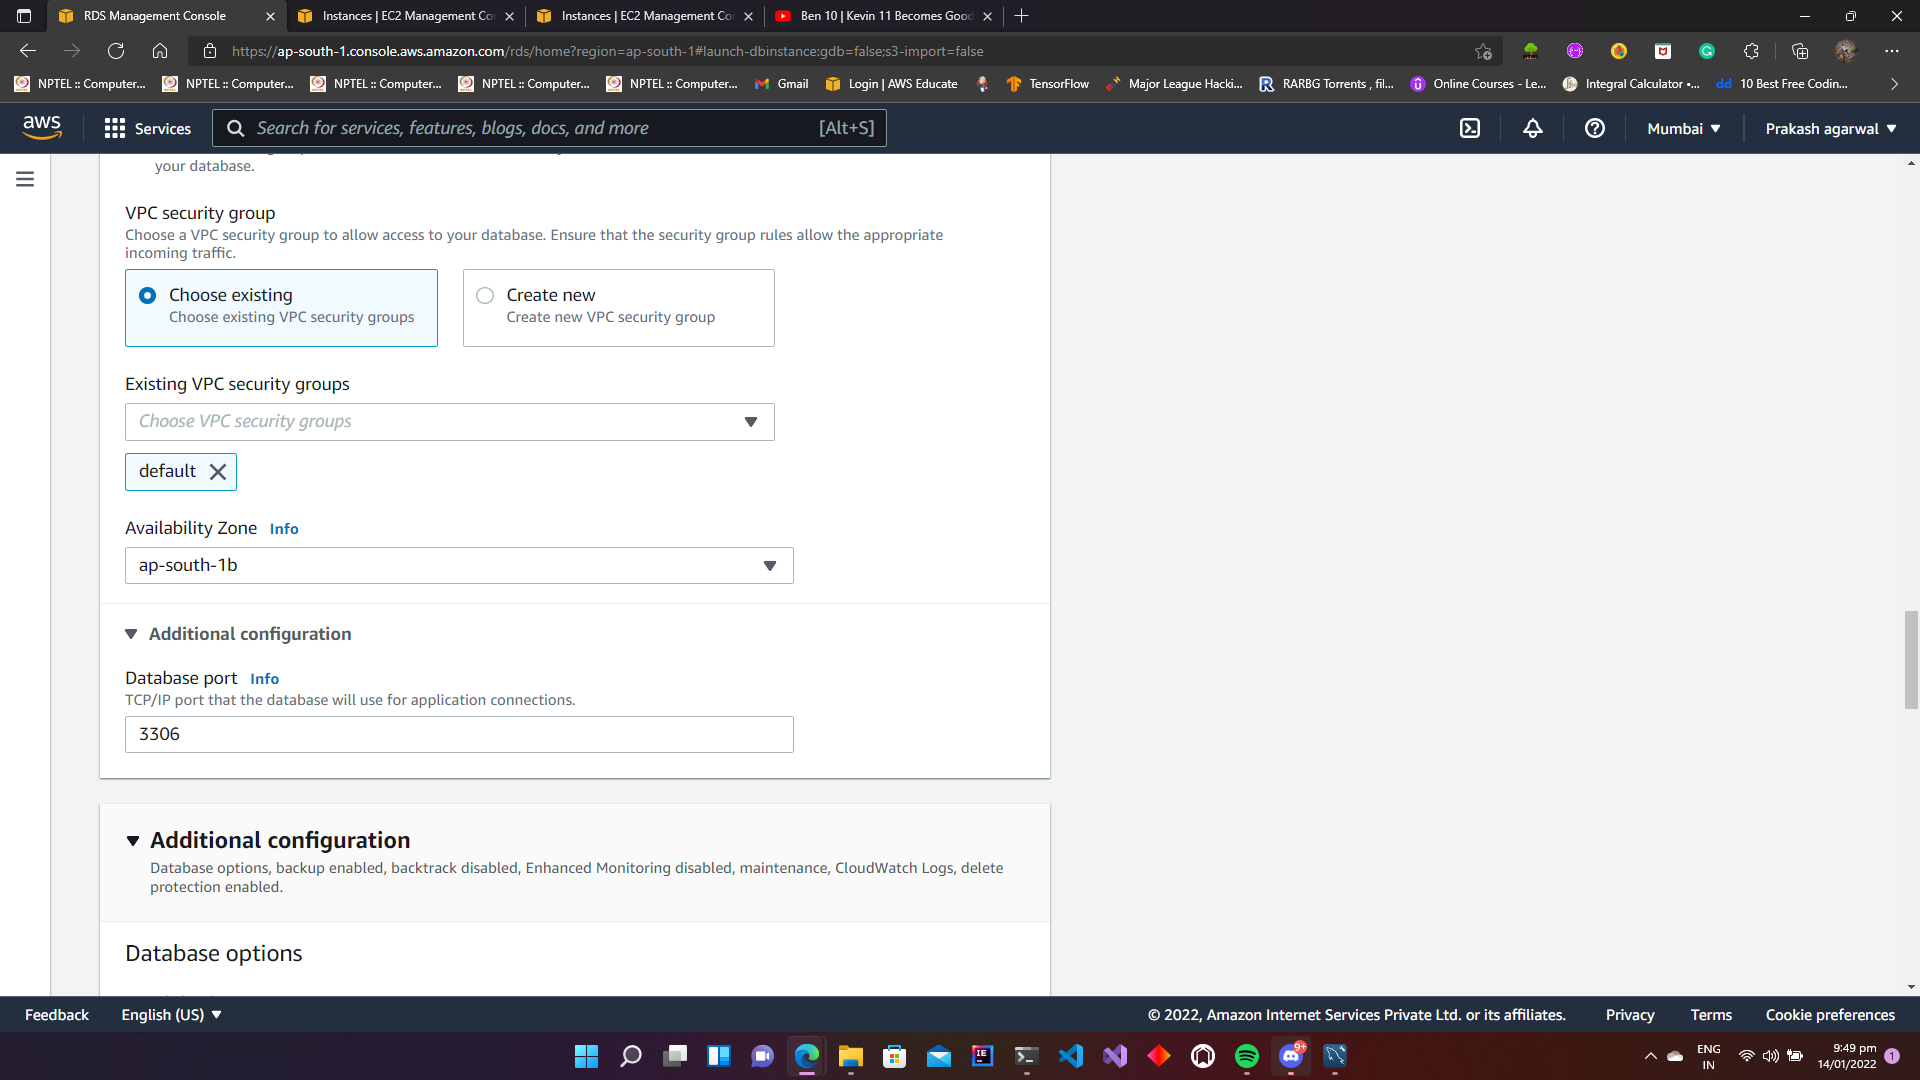 RDS Management Console
Instances | EC2 Management Co
Instances | EC2 Management Co
Ben 10 | Kevin 11 Becomes Good
https://ap-south-1.console.aws.amazon.com/rds/home?region=ap-south-1#launch-dbinstance:gdb=false;s3-import=false
NPTEL :: Computer...
NPTEL :: Computer...
NPTEL :: Computer...
NPTEL :: Computer...
NPTEL :: Computer...
Gmail
Login | AWS Educate
TensorFlow
Major League Hacki...
RARBG Torrents , fil...
Online Courses - Le...
Integral Calculator •...
dd
10 Best Free Codin...
aws
Services
Search for services, features, blogs, docs, and more
[Alt+S]
Mumbai
Prakash agarwal
your database.
VPC security group
Choose a VPC security group to allow access to your database. Ensure that the security group rules allow the appropriate
incoming traffic.
Choose existing
Choose existing VPC security groups
Create new
Create new VPC security group
Existing VPC security groups
Choose VPC security groups
default
Availability Zone Info
ap-south-1b
Additional configuration
Database port Info
TCP/IP port that the database will use for application connections.
3306
Additional configuration
Database options, backup enabled, backtrack disabled, Enhanced Monitoring disabled, maintenance, CloudWatch Logs, delete
protection enabled.
Database options
Feedback
English (US)
© 2022, Amazon Internet Services Private Ltd. or its affiliates.
Privacy
Terms
Cookie preferences
9+
ENG
IN
9:49 pm
14/01/2022
1